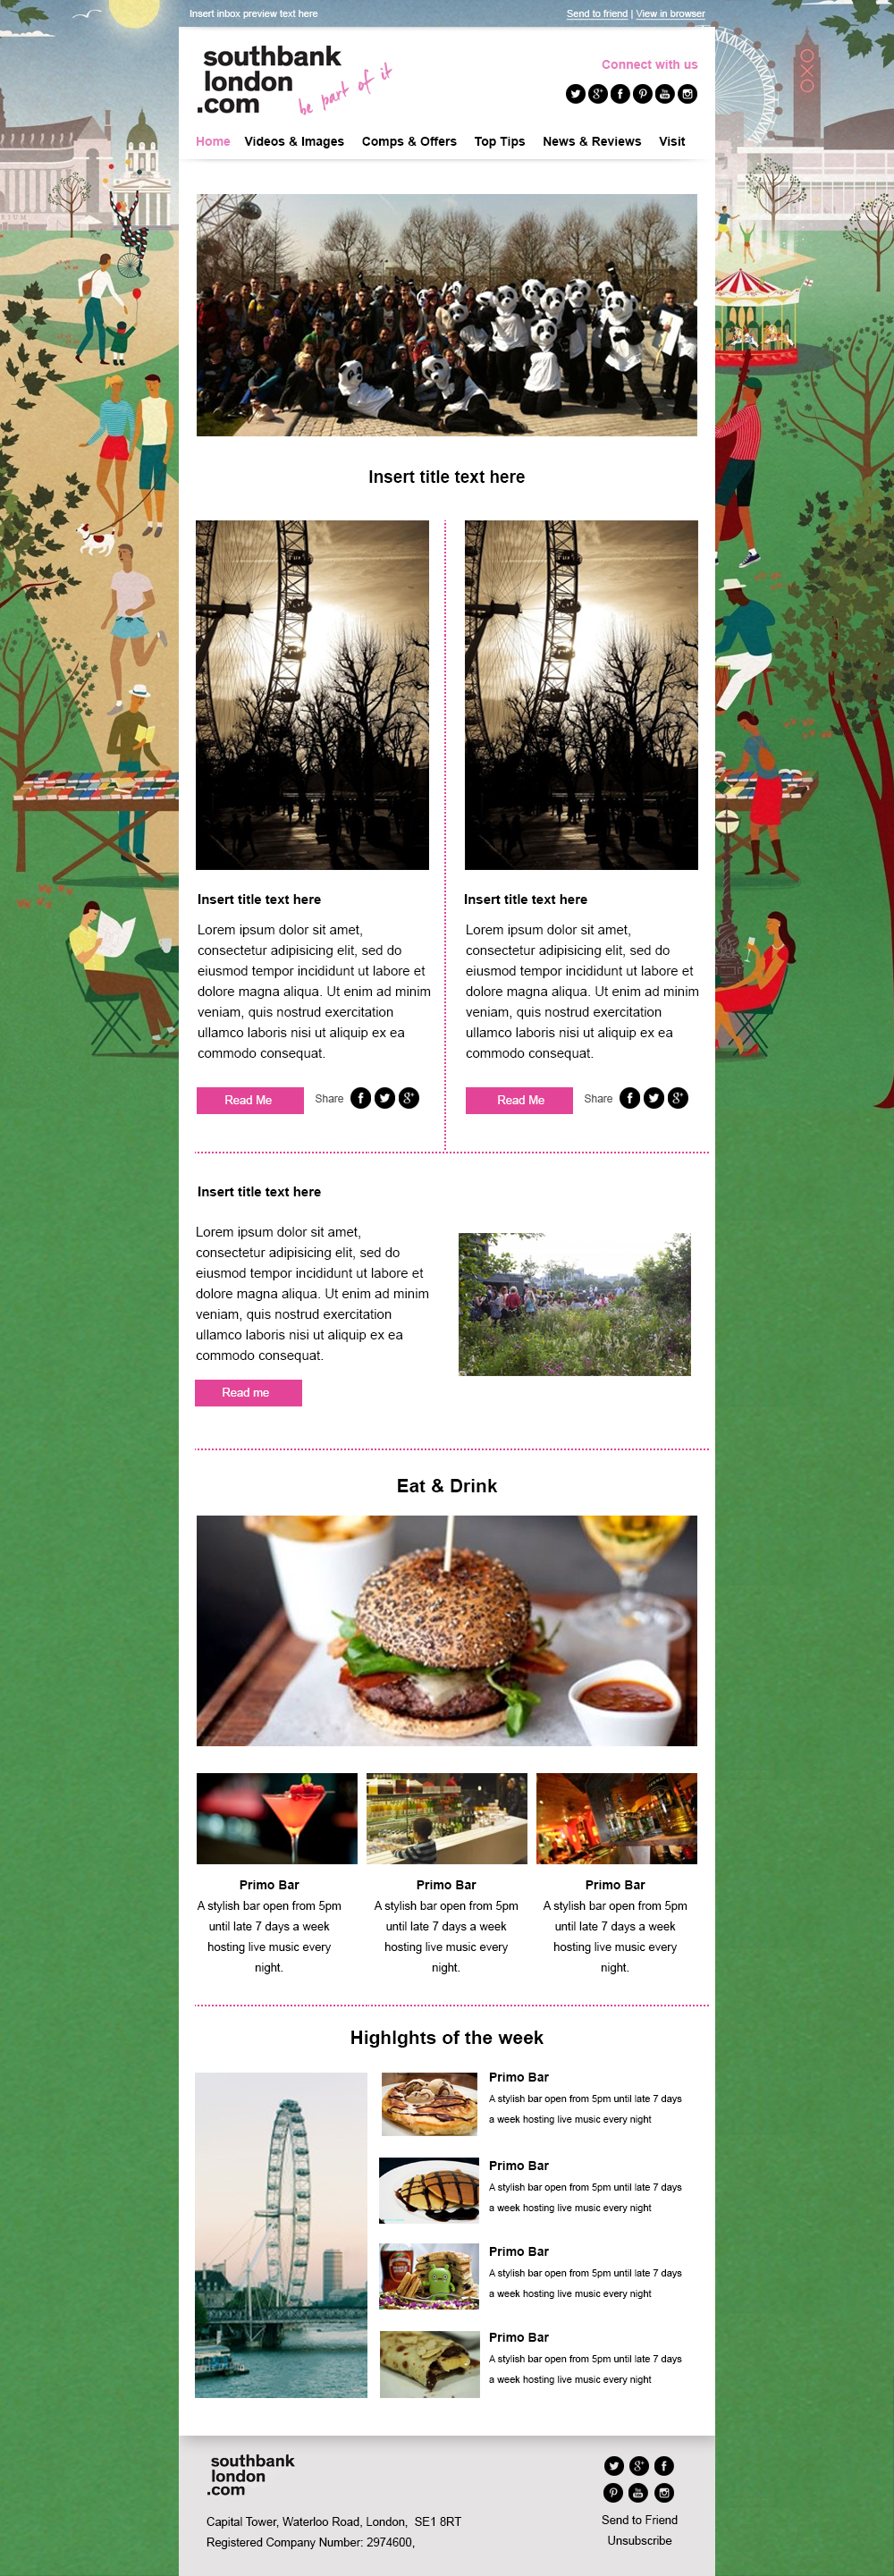 Insert inbox preview text here
Send to friend | View in browser
southbank
london
.com
be part of it
Connect with us
Home Videos & Images Comps & Offers Top Tips News & Reviews Visit
OXO
Insert title text here
Insert title text here
Lorem ipsum dolor sit amet,
consectetur adipisicing elit, sed do
eiusmod tempor incididunt ut labore et
dolore magna aliqua. Ut enim ad minim
veniam, quis nostrud exercitation
ullamco laboris nisi ut aliquip ex ea
commodo consequat.
Read Me Share
Insert title text here
Lorem ipsum dolor sit amet,
consectetur adipisicing elit, sed do
eiusmod tempor incididunt ut labore et
dolore magna aliqua. Ut enim ad minim
veniam, quis nostrud exercitation
ullamco laboris nisi ut aliquip ex ea
commodo consequat.
Read Me Share
Insert title text here
Lorem ipsum dolor sit amet,
consectetur adipisicing elit, sed do
eiusmod tempor incididunt ut labore et
dolore magna aliqua. Ut enim ad minim
veniam, quis nostrud exercitation
ullamco laboris nisi ut aliquip ex ea
commodo consequat.
Read me
Eat & Drink
Primo Bar
A stylish bar open from 5pm
until late 7 days a week
hosting live music every
night.
Primo Bar
A stylish bar open from 5pm
until late 7 days a week
hosting live music every
night.
Primo Bar
A stylish bar open from 5pm
until late 7 days a week
hosting live music every
night.
Highlghts of the week
Primo Bar
A stylish bar open from 5pm until late 7 days
a week hosting live music every night
Primo Bar
A stylish bar open from 5pm until late 7 days
a week hosting live music every night
Primo Bar
A stylish bar open from 5pm until late 7 days
a week hosting live music every night
Primo Bar
A stylish bar open from 5pm until late 7 days
a week hosting live music every night
southbank
london
.com
Capital Tower, Waterloo Road, London, SE1 8RT
Registered Company Number: 2974600,
Send to Friend
Unsubscribe